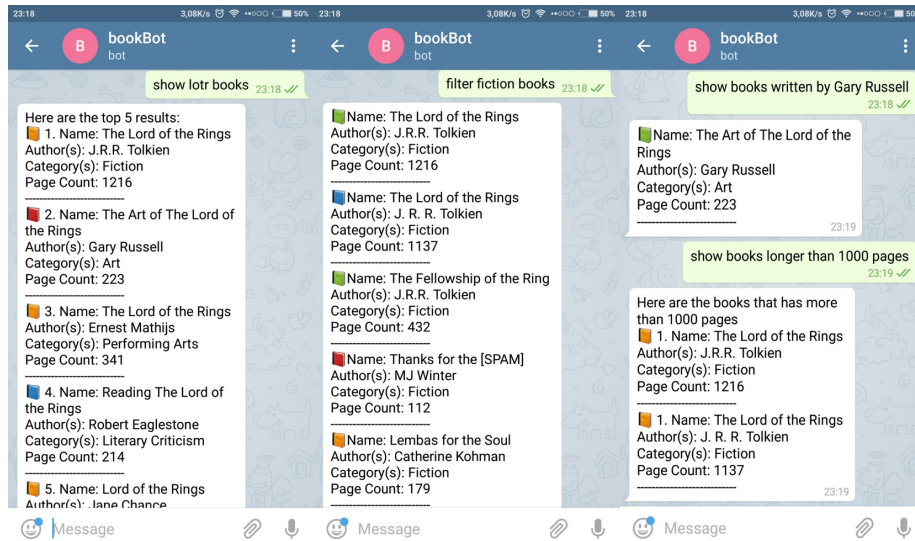 23:18
3,08K/s
50%
bookBot
B
bot
show lotr books
23:18
Here are the top 5 results:
1. Name: The Lord of the Rings
Author(s): J.R.R. Tolkien
Category(s): Fiction
Page Count: 1216
---------------------------
2. Name: The Art of The Lord of
the Rings
Author(s): Gary Russell
Category(s): Art
Page Count: 223
---------------------------
3. Name: The Lord of the Rings
Author(s): Ernest Mathijs
Category(s): Performing Arts
Page Count: 341
---------------------------
4. Name: Reading The Lord of
the Rings
Author(s): Robert Eaglestone
Category(s): Literary Criticism
Page Count: 214
---------------------------
5. Name: Lord of the Rings
Author(s): Jane Chance
Message
23:18
3,08K/s
50%
bookBot
B
bot
filter fiction books
23:18
Name: The Lord of the Rings
Author(s): J.R.R. Tolkien
Category(s): Fiction
Page Count: 1216
---------------------------
Name: The Lord of the Rings
Author(s): J. R. R. Tolkien
Category(s): Fiction
Page Count: 1137
---------------------------
Name: The Fellowship of the Ring
Author(s): J.R.R. Tolkien
Category(s): Fiction
Page Count: 432
---------------------------
Name: Thanks for the [SPAM]
Author(s): MJ Winter
Category(s): Fiction
Page Count: 112
---------------------------
Name: Lembas for the Soul
Author(s): Catherine Kohman
Category(s): Fiction
Page Count: 179
---------------------------
Message
23:18
3,08K/s
50
bookBot
B
bot
show books written by Gary Russell
23:18
Name: The Art of The Lord of the
Rings
Author(s): Gary Russell
Category(s): Art
Page Count: 223
---------------------------
23:19
show books longer than 1000 pages
23:19
Here are the books that has more
than 1000 pages
1. Name: The Lord of the Rings
Author(s): J.R.R. Tolkien
Category(s): Fiction
Page Count: 1216
---------------------------
1. Name: The Lord of the Rings
Author(s): J. R. R. Tolkien
Category(s): Fiction
Page Count: 1137
---------------------------
23:19
Message